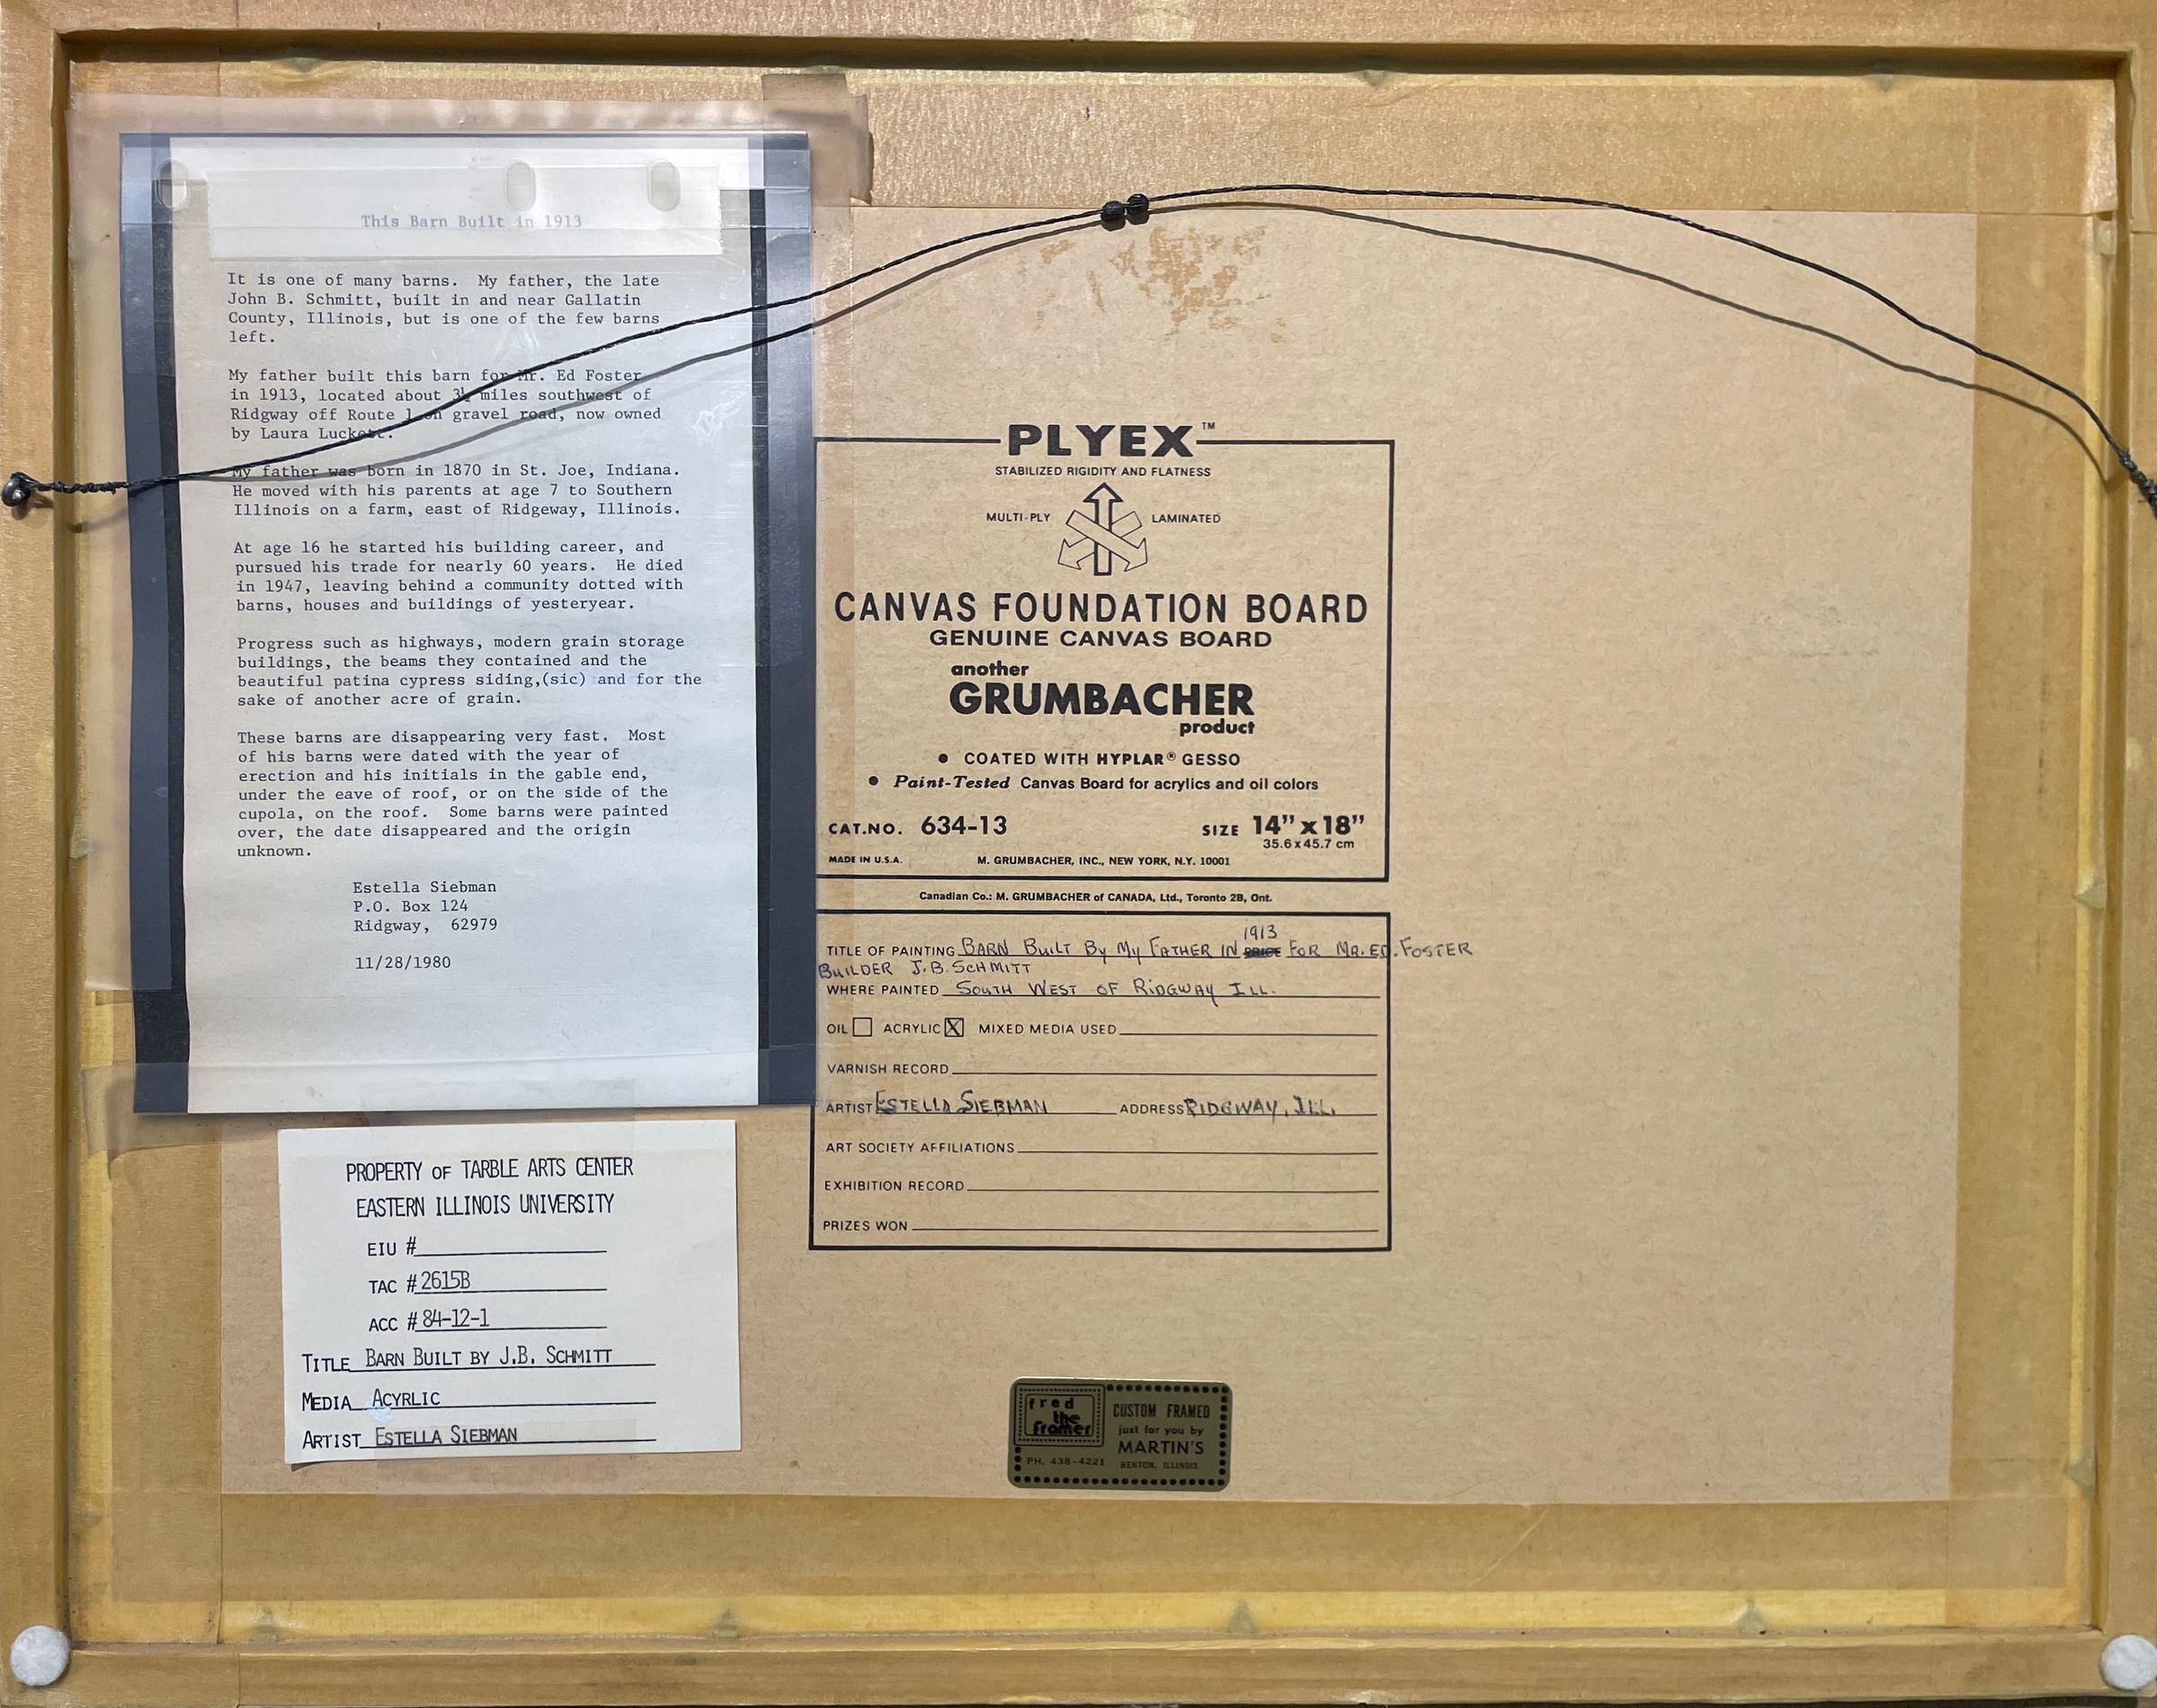 This Barn Built in 1913
It is one of many barns. My father, the late
John B. Schmitt, built in and near Gallatin
County, Illinois, but is one of the few barns
left.
My father built this barn for Mr. Ed Foster
in 1913, located about 3½ miles southwest of
Ridgway off Route 1 on gravel road, now owned
by Laura Luckett.
My father was born in 1870 in St. Joe, Indiana.
He moved with his parents at age 7 to Southern
Illinois on a farm, east of Ridgeway, Illinois.
At age 16 he started his building career, and
pursued his trade for nearly 60 years. He died
in 1947, leaving behind a community dotted with
barns, houses and buildings of yesteryear.
Progress such as highways, modern grain storage
buildings, the beams they contained and the
beautiful patina cypress siding,(sic) and for the
sake of another acre of grain.
These barns are disappearing very fast. Most
of his barns were dated with the year of
erection and his initials in the gable end,
under the eave of roof, or on the side of the
cupola, on the roof. Some barns were painted
over, the date disappeared and the origin
unknown.
Estella Siebman
P.O. Box 124
Ridgway, 62979
11/28/1980
PROPERTY OF TARBLE ARTS CENTER
EASTERN ILLINOIS UNIVERSITY
EIU #
TAC # 2615B
ACC # 84-12-1
TITLE BARN BUILT BY J.B. SCHMITT
MEDIA ACYRLIC
ARTIST ESTELLA SIEBMAN
PLYEX™
STABILIZED RIGIDITY AND FLATNESS
MULTI-PLY LAMINATED
CANVAS FOUNDATION BOARD
GENUINE CANVAS BOARD
another
GRUMBACHER
product
• COATED WITH HYPLAR® GESSO
• Paint-Tested Canvas Board for acrylics and oil colors
CAT.NO. 634-13 SIZE 14” x 18”
35.6 x 45.7 cm
MADE IN U.S.A. M. GRUMBACHER, INC., NEW YORK, N.Y. 10001
Canadian Co.: M. GRUMBACHER of CANADA, Ltd., Toronto 2B, Ont.
1913
TITLE OF PAINTING BARN BUILT BY MY FATHER IN FOR MR. ED. FOSTER
BUILDER J.B. SCHMITT
WHERE PAINTED SOUTH WEST OF RIDGWAY ILL.
OIL ACRYLIC X MIXED MEDIA USED
VARNISH RECORD
ARTIST ESTELLA SIEBMAN ADDRESS RIDGWAY, ILL.
ART SOCIETY AFFILIATIONS
EXHIBITION RECORD
PRIZES WON
fred
the
framer
PH. 438-4221
CUSTOM FRAMED
just for you by
MARTIN'S
BENTON, ILLINOIS